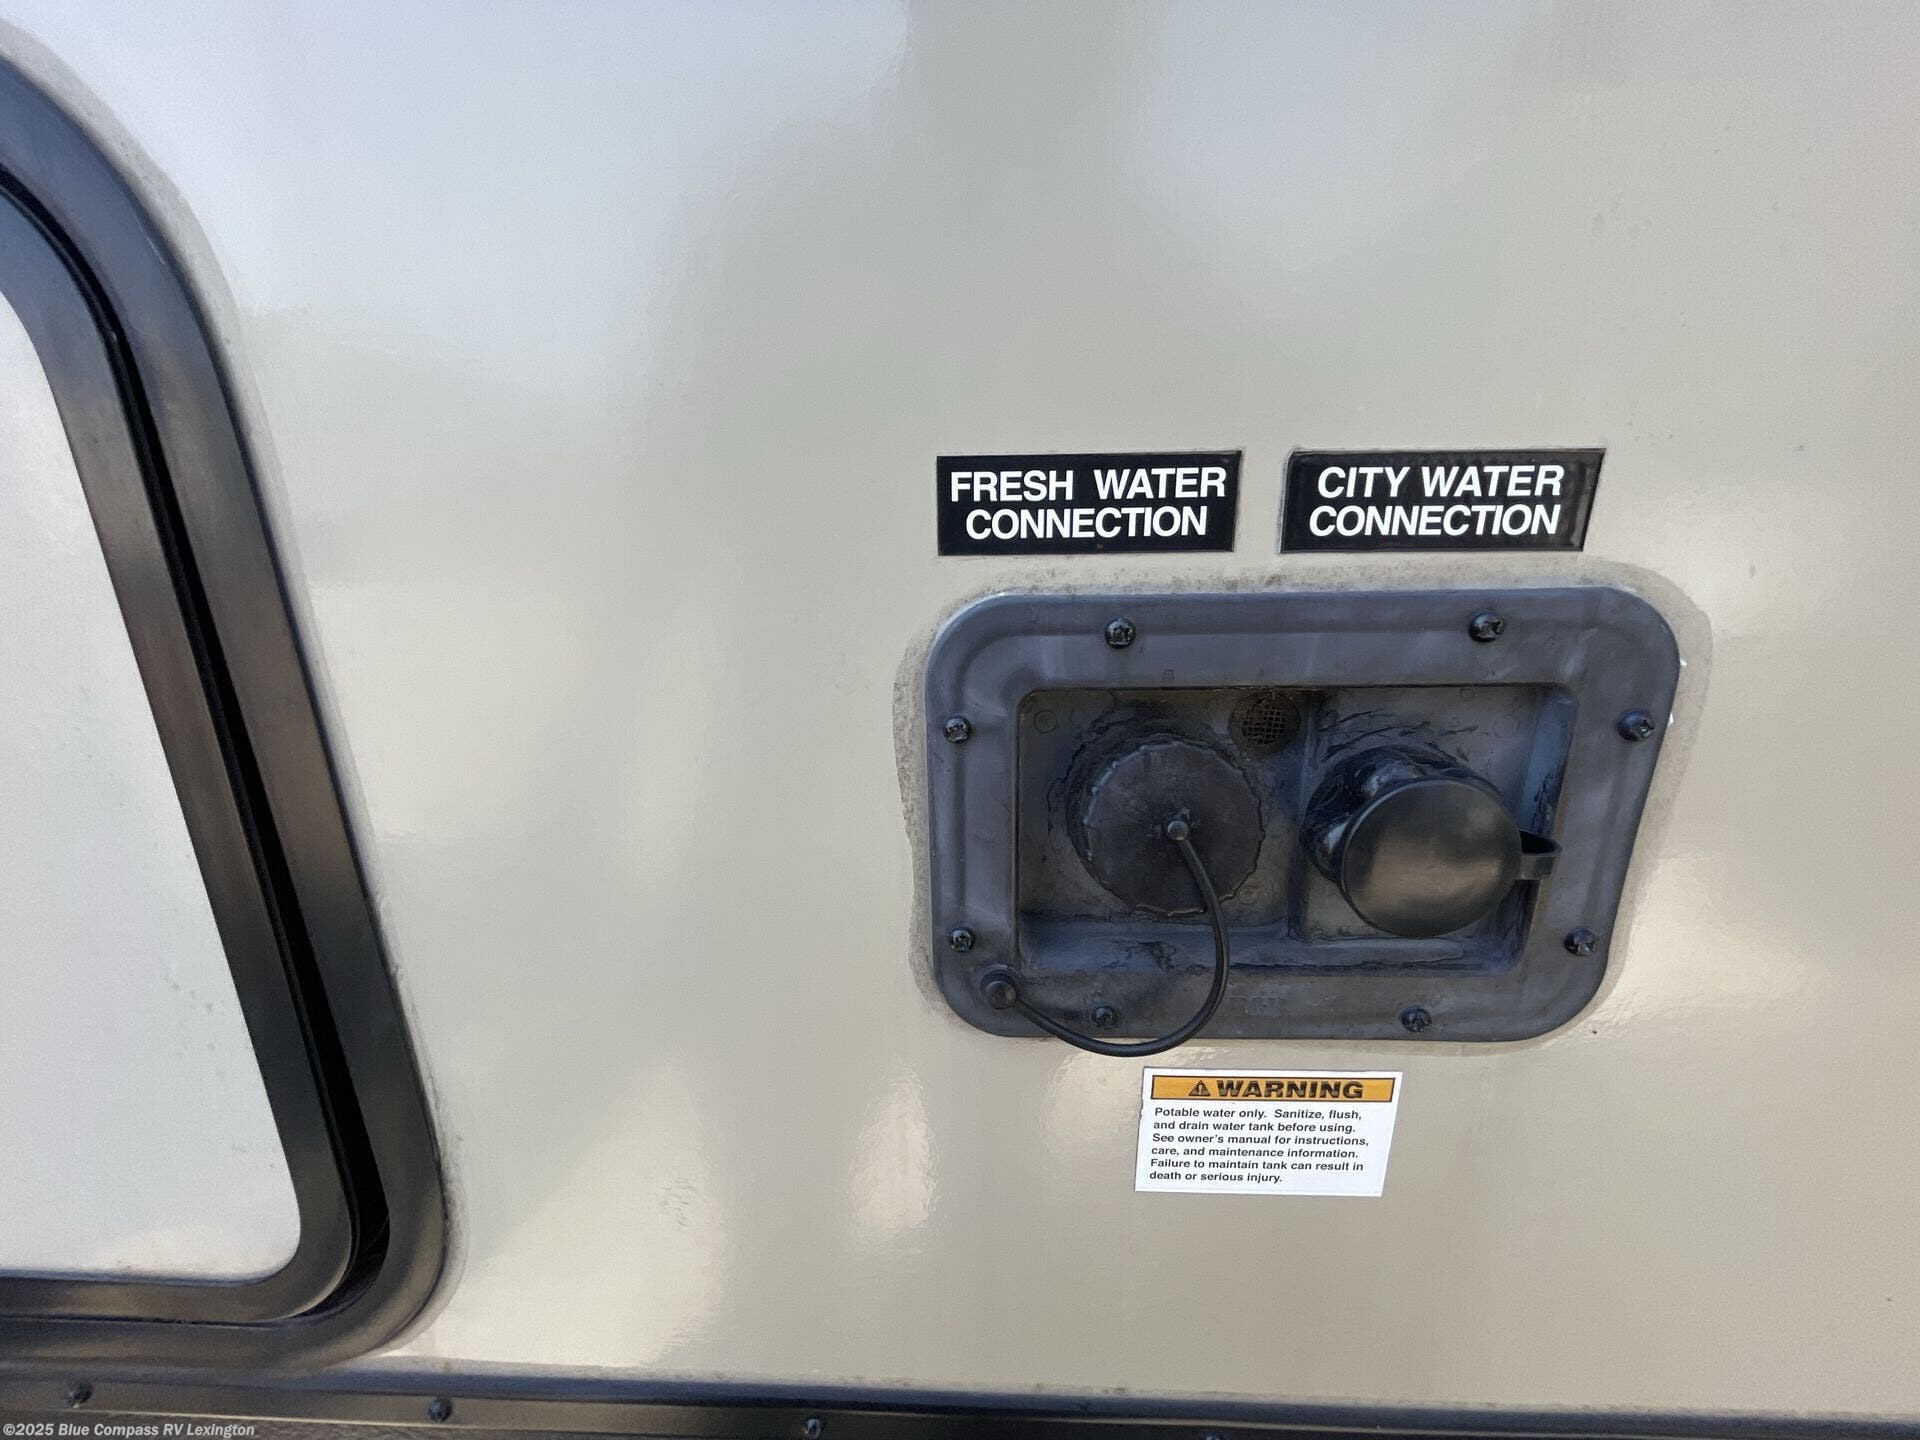 FRESH WATER
CONNECTION
CITY WATER
CONNECTION
WARNING
Potable water only. Sanitize, flush,
and drain water tank before using.
See owner's manual for instructions,
care, and maintenance information.
Failure to maintain tank can result in
death or serious injury.
©2025 Blue Compass RV Lexington